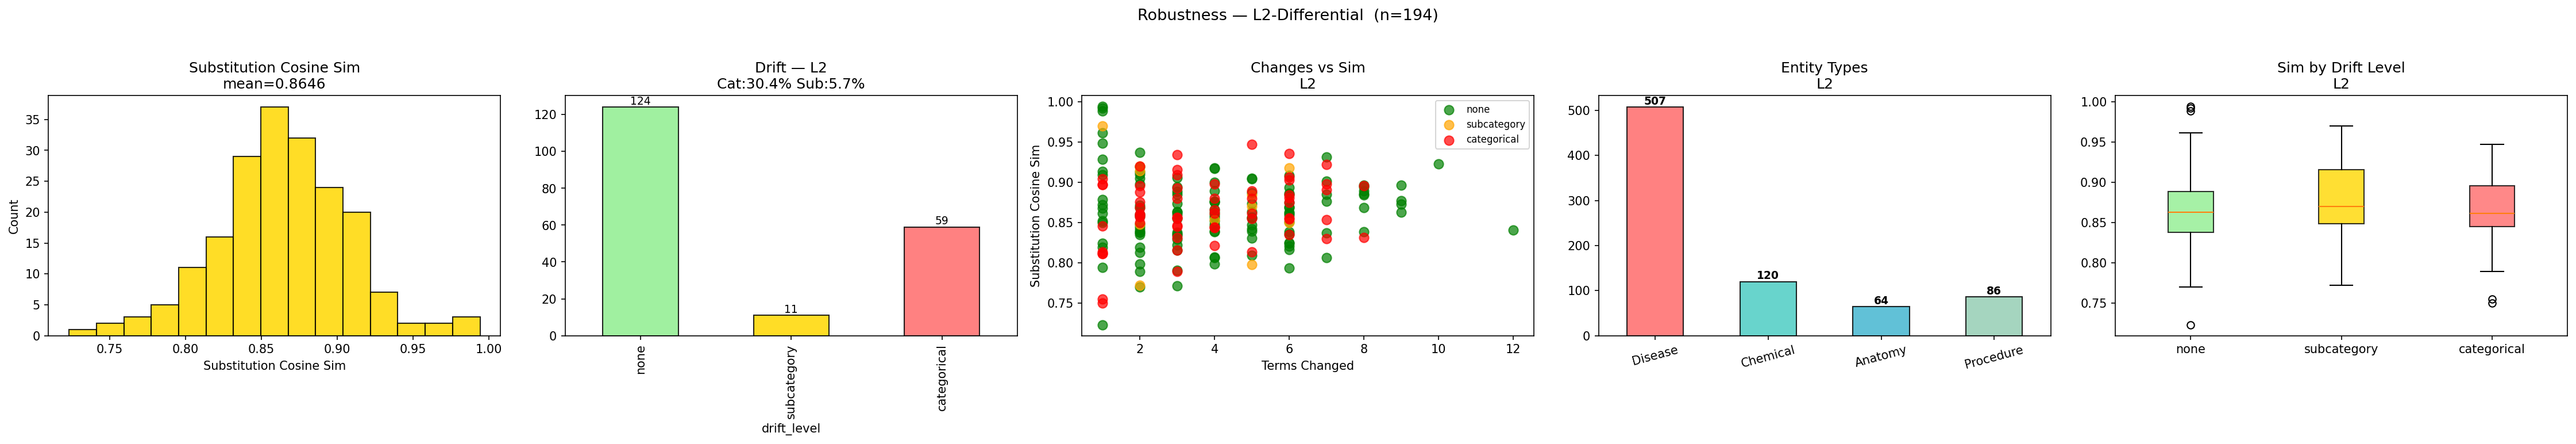 Robustness — L2-Differential  (n=194)
Substitution Cosine Sim
mean=0.8646
Count
35
30
25
20
15
10
5
0
0.75
0.80
0.85
0.90
0.95
1.00
Substitution Cosine Sim
Drift — L2
Cat:30.4% Sub:5.7%
120
100
80
60
40
20
0
124
11
59
none
subcategory
categorical
drift_level
Changes vs Sim
L2
Substitution Cosine Sim
1.00
0.95
0.90
0.85
0.80
0.75
none
subcategory
categorical
2
4
6
8
10
12
Terms Changed
Entity Types
L2
500
400
300
200
100
0
507
120
64
86
Disease
Chemical
Anatomy
Procedure
Sim by Drift Level
L2
1.00
0.95
0.90
0.85
0.80
0.75
none
subcategory
categorical